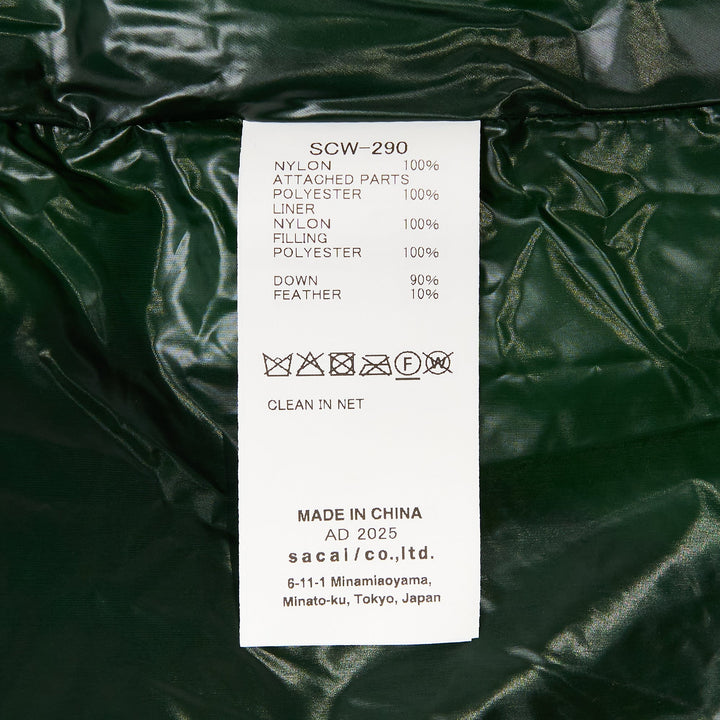 SCW-290
NYLON 100%
ATTACHED PARTS
POLYESTER 100%
LINER
NYLON 100%
FILLING
POLYESTER 100%
DOWN 90%
FEATHER 10%
F W
CLEAN IN NET
MADE IN CHINA
AD 2025
sacai/co.,ltd.
6-11-1 Minamiaoyama,
Minato-ku, Tokyo, Japan